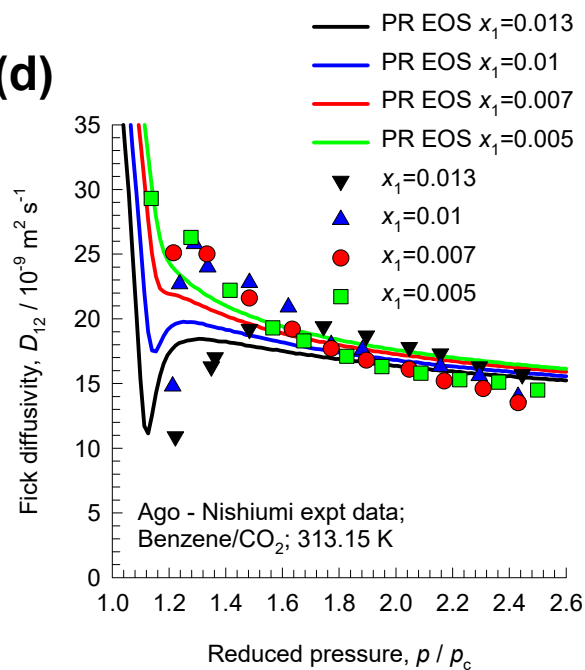 (d)
PR EOS x₁=0.013
PR EOS x₁=0.01
PR EOS x₁=0.007
PR EOS x₁=0.005
x₁=0.013
x₁=0.01
x₁=0.007
x₁=0.005
35
30
25
20
15
10
5
0
Fick diffusivity, D₁₂ / 10⁻⁹ m² s⁻¹
Ago - Nishiumi expt data;
Benzene/CO₂; 313.15 K
1.0 1.2 1.4 1.6 1.8 2.0 2.2 2.4 2.6
Reduced pressure, p / p_c